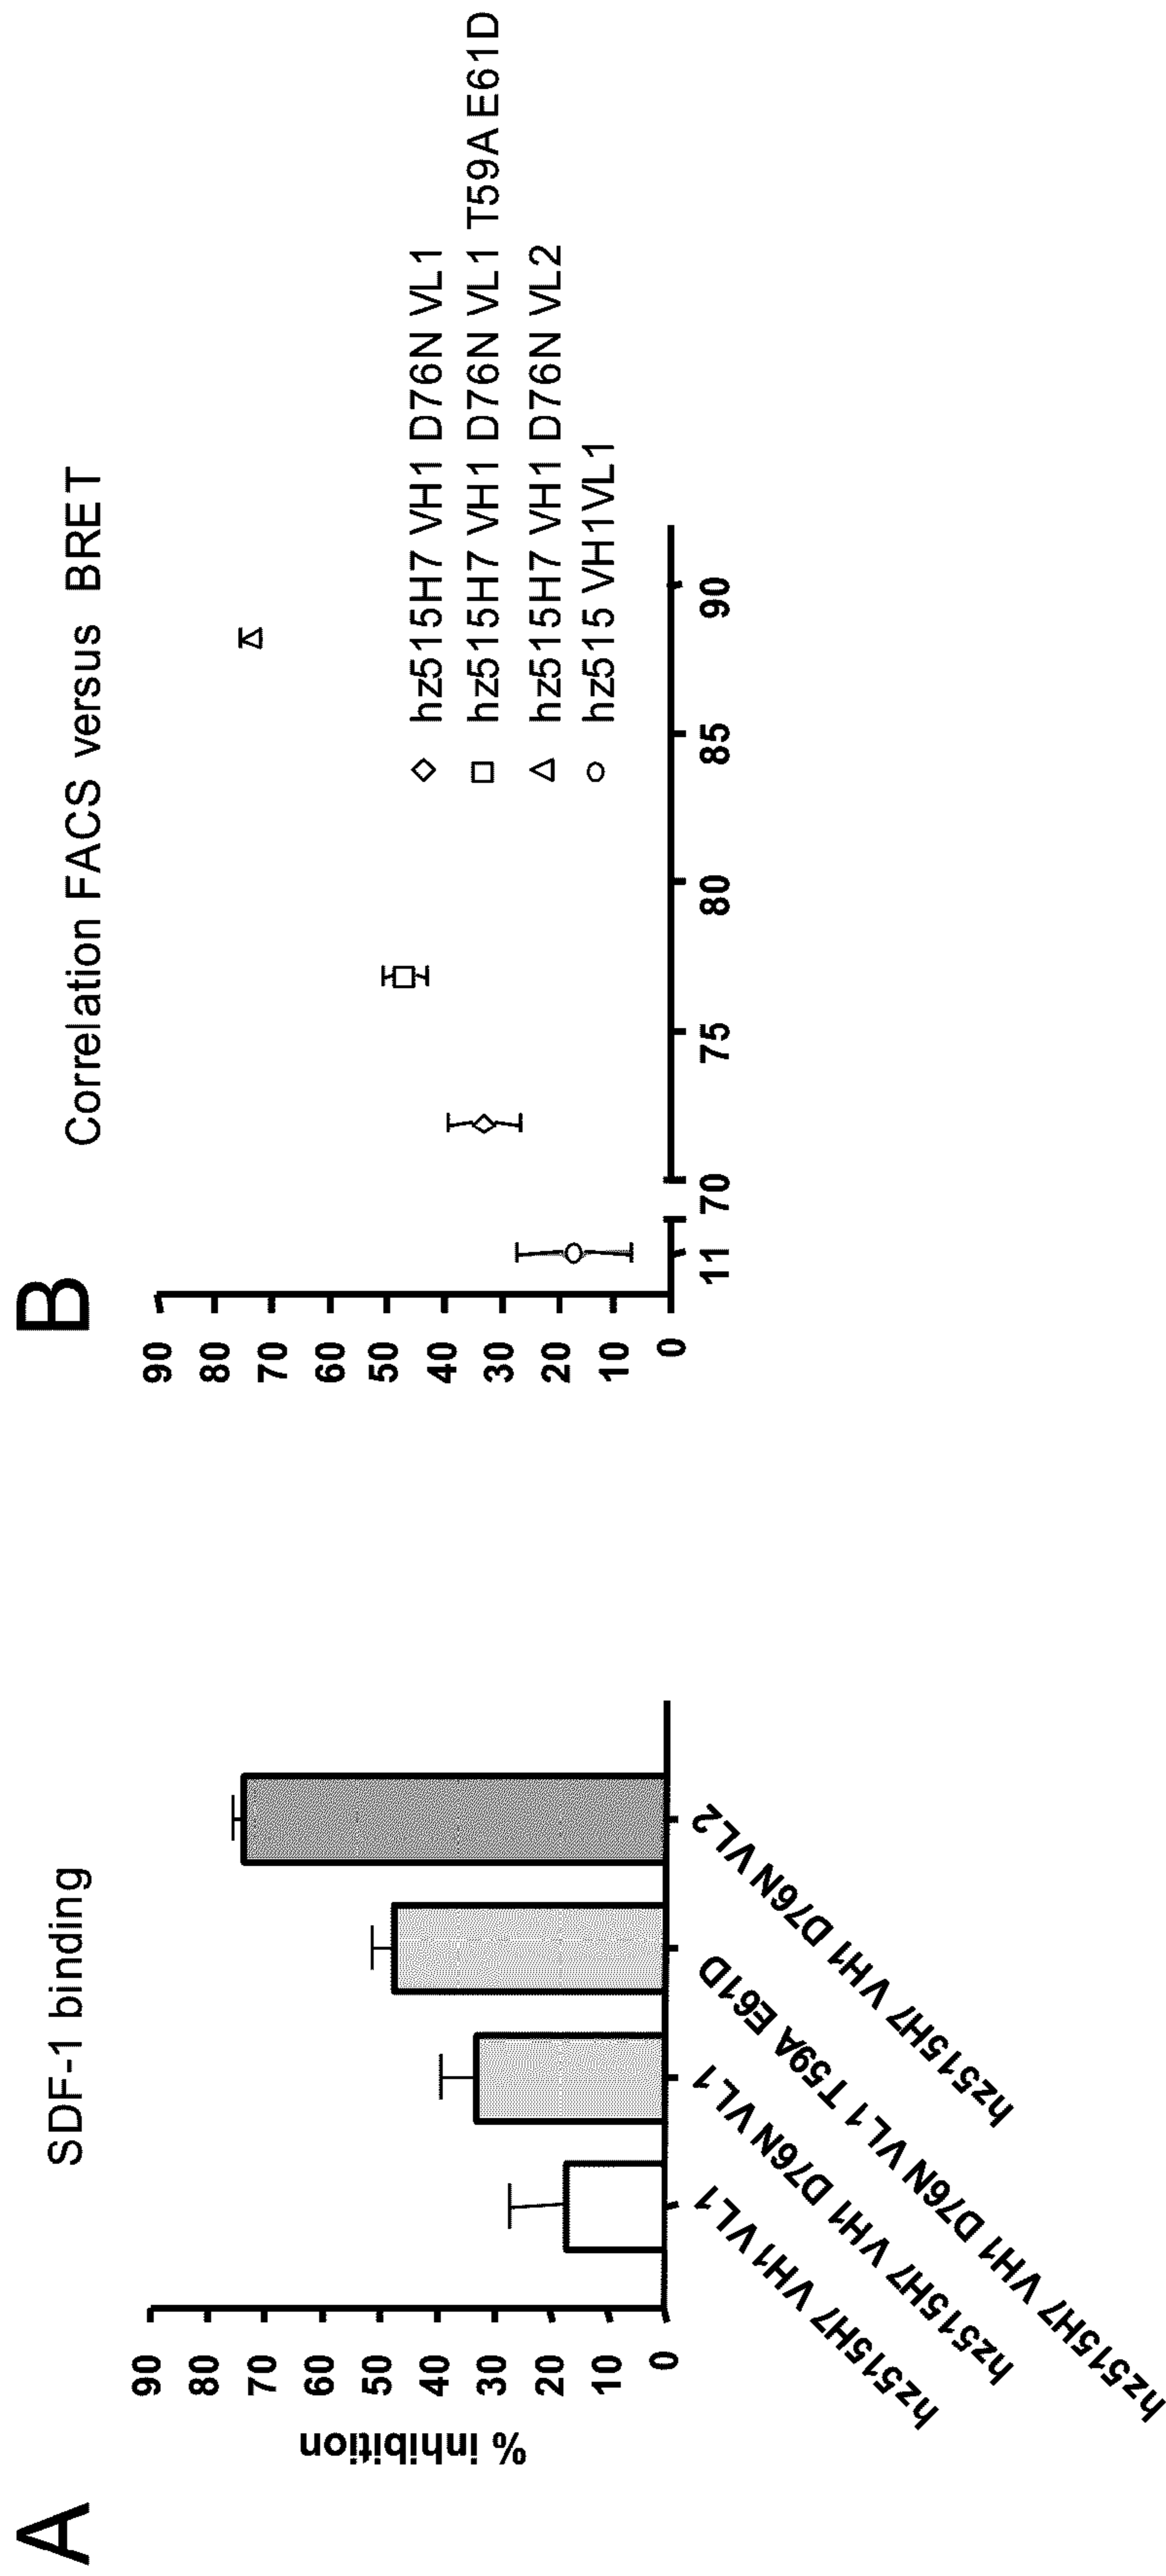 A
SDF-1 binding
% inhibition
90
80
70
60
50
40
30
20
10
0
hz515H7 VH1 VL1
hz515H7 VH1 D76N VL1
hz515H7 VH1 D76N VL1 T59A E61D
hz515H7 VH1 D76N VL2
B
Correlation FACS versus BRET
90
80
70
60
50
40
30
20
10
0
11
70
75
80
85
90
hz515H7 VH1 D76N VL1
hz515H7 VH1 D76N VL1 T59A E61D
hz515H7 VH1 D76N VL2
hz515 VH1VL1